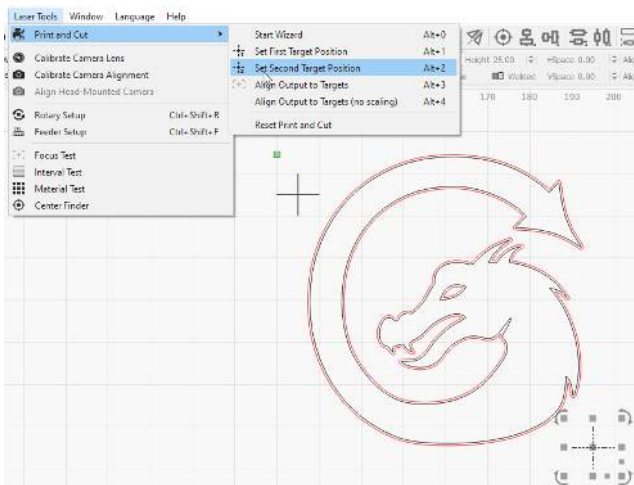 Laser Tools Window Language Help
Print and Cut
Calibrate Camera Lens
Calibrate Camera Alignment
Align Head-Mounted Camera
Rotary Setup Ctrl+Shift+R
Feeder Setup Ctrl+Shift+F
Focus Test
Interval Test
Material Test
Center Finder
Start Wizard Alt+0
Set First Target Position Alt+1
Set Second Target Position Alt+2
Align Output to Targets Alt+3
Align Output to Targets (no scaling) Alt+4
Reset Print and Cut
Height 25.00 HSpace 0.00
Welded VSpace 0.00
170 180 190 200